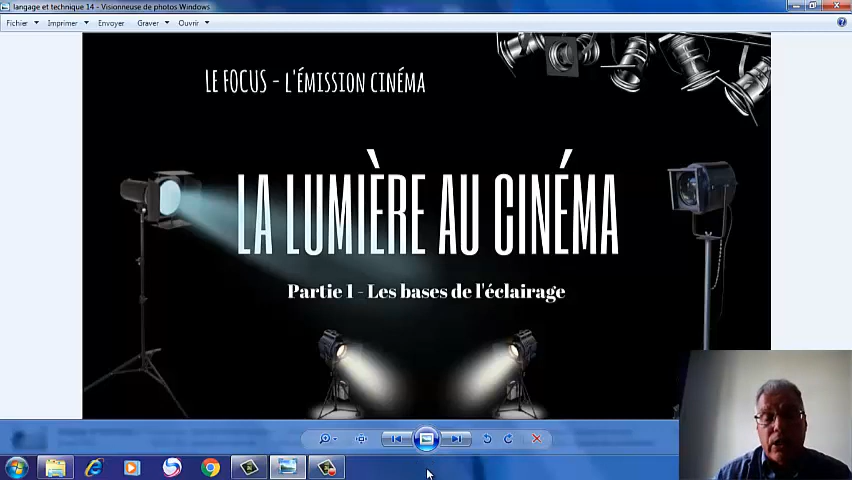 langage et technique 14 - Visionneuse de photos Windows
Fichier Imprimer Envoyer Graver Ouvrir
LE FOCUS - L'ÉMISSION CINÉMA
LA LUMIÈRE AU CINÉMA
Partie 1 - Les bases de l'éclairage